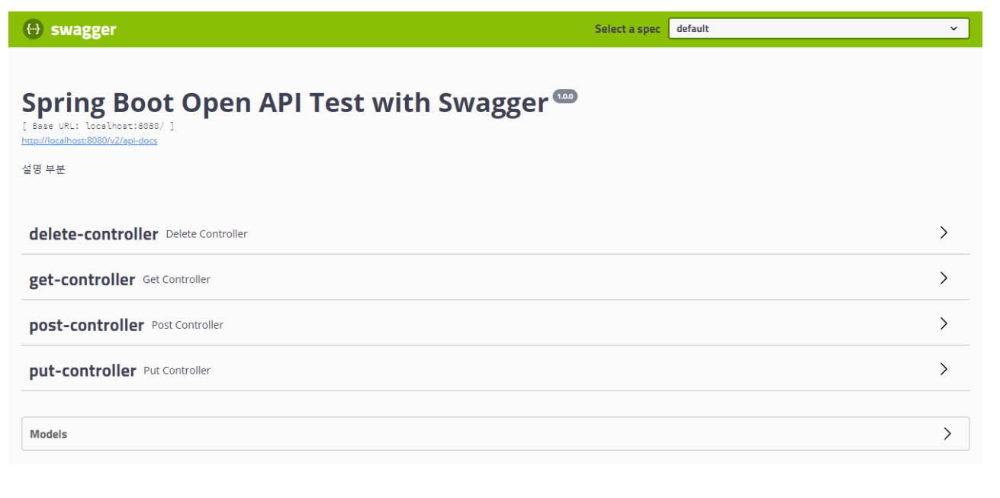 swagger Select a spec default
Spring Boot Open API Test with Swagger 1.0.0
[ Base URL: localhost:8080/ ]
http://localhost:8080/v2/api-docs
설명 부분
delete-controller Delete Controller
get-controller Get Controller
post-controller Post Controller
put-controller Put Controller
Models